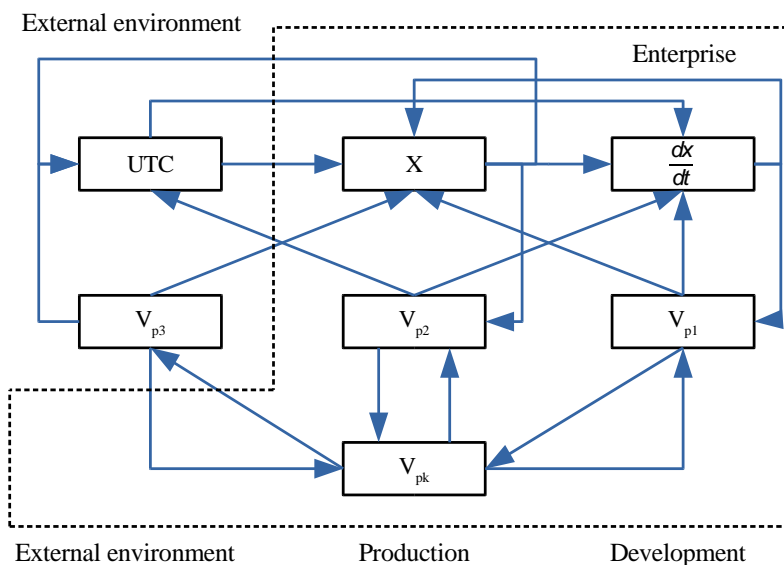 External environment
Enterprise
UTC
X
dx
dt
Vp3
Vp2
Vp1
Vpk
External environment
Production
Development